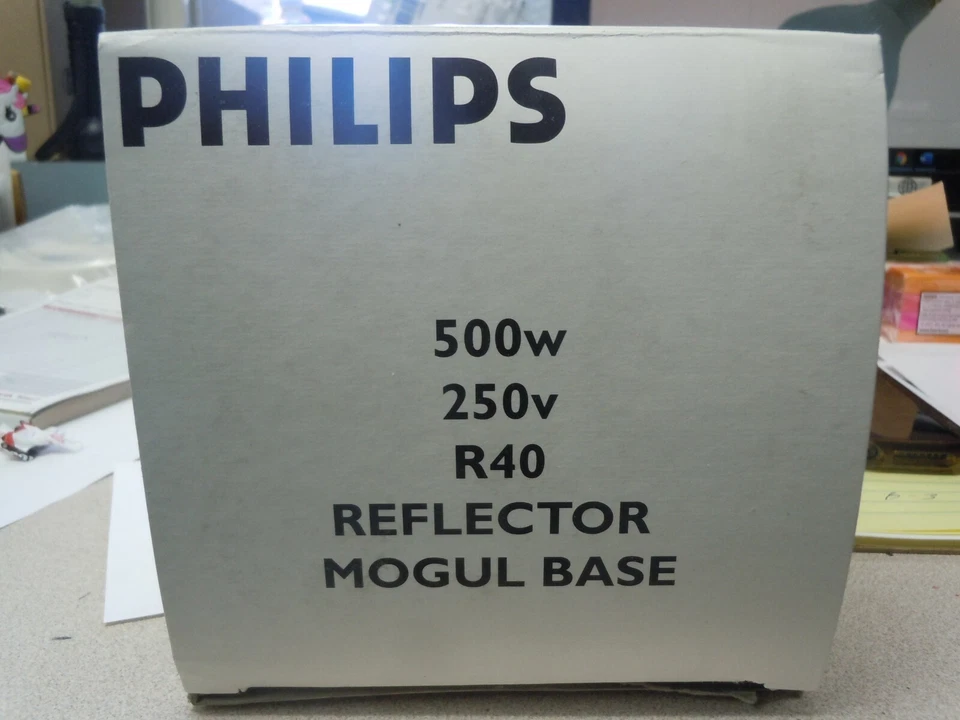 PHILIPS
500w
250v
R40
REFLECTOR
MOGUL BASE